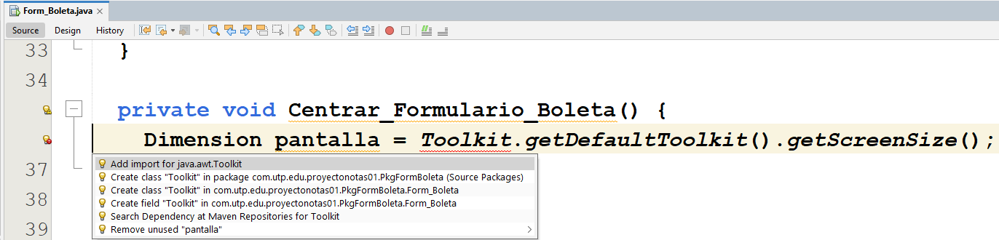 Form_Boleta.java ×
Source Design History
33 }
34
private void Centrar_Formulario_Boleta() {
Dimension pantalla = Toolkit.getDefaultToolkit().getScreenSize();
37
38
39
Add import for java.awt.Toolkit
Create class "Toolkit" in package com.utp.edu.proyectonotas01.PkgFormBoleta (Source Packages)
Create class "Toolkit" in com.utp.edu.proyectonotas01.PkgFormBoleta.Form_Boleta
Create field "Toolkit" in com.utp.edu.proyectonotas01.PkgFormBoleta.Form_Boleta
Search Dependency at Maven Repositories for Toolkit
Remove unused "pantalla"